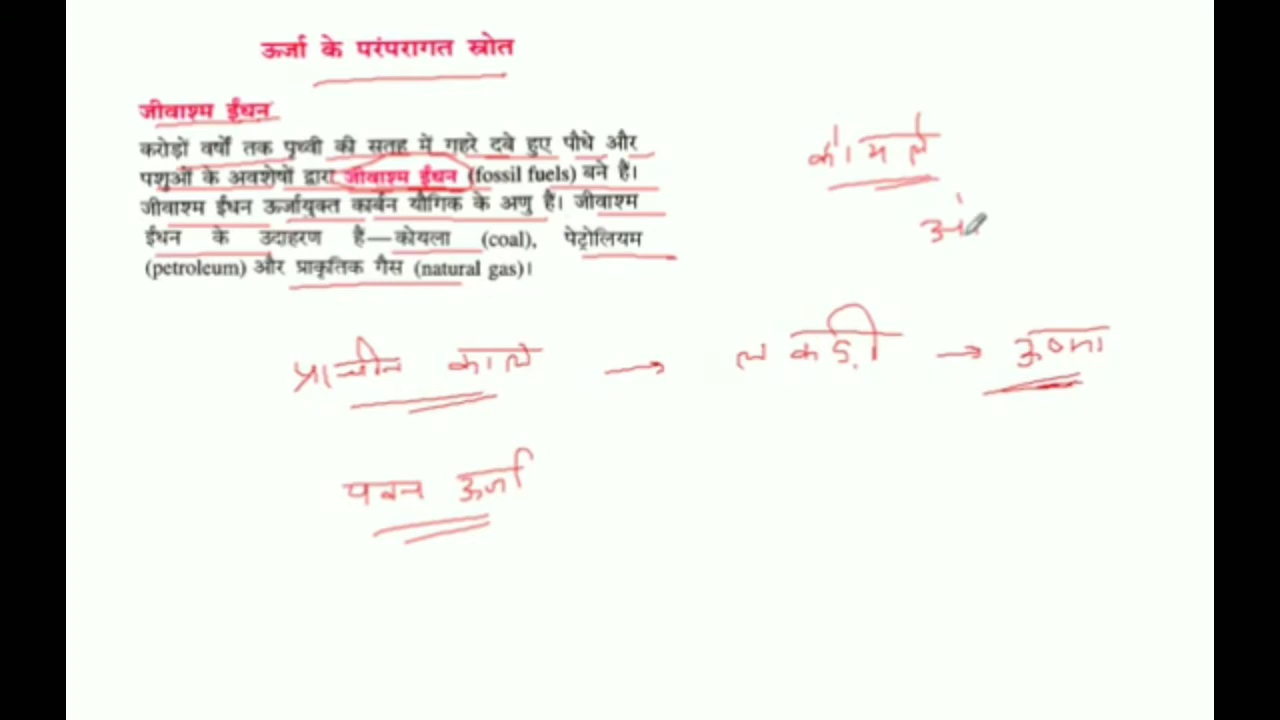 ऊर्जा के परंपरागत स्रोत
जीवाश्म ईंधन
करोड़ों वर्षों तक पृथ्वी की सतह में गहरे दबे हुए पौधे और
पशुओं के अवशेषों द्वारा जीवाश्म ईंधन (fossil fuels) बने हैं।
जीवाश्म ईंधन ऊर्जायुक्त कार्बन यौगिक के अणु हैं। जीवाश्म
ईंधन के उदाहरण हैं—कोयला (coal), पेट्रोलियम
(petroleum) और प्राकृतिक गैस (natural gas)।
प्राचीन काल → लकड़ी → ऊष्मा
पवन ऊर्जा